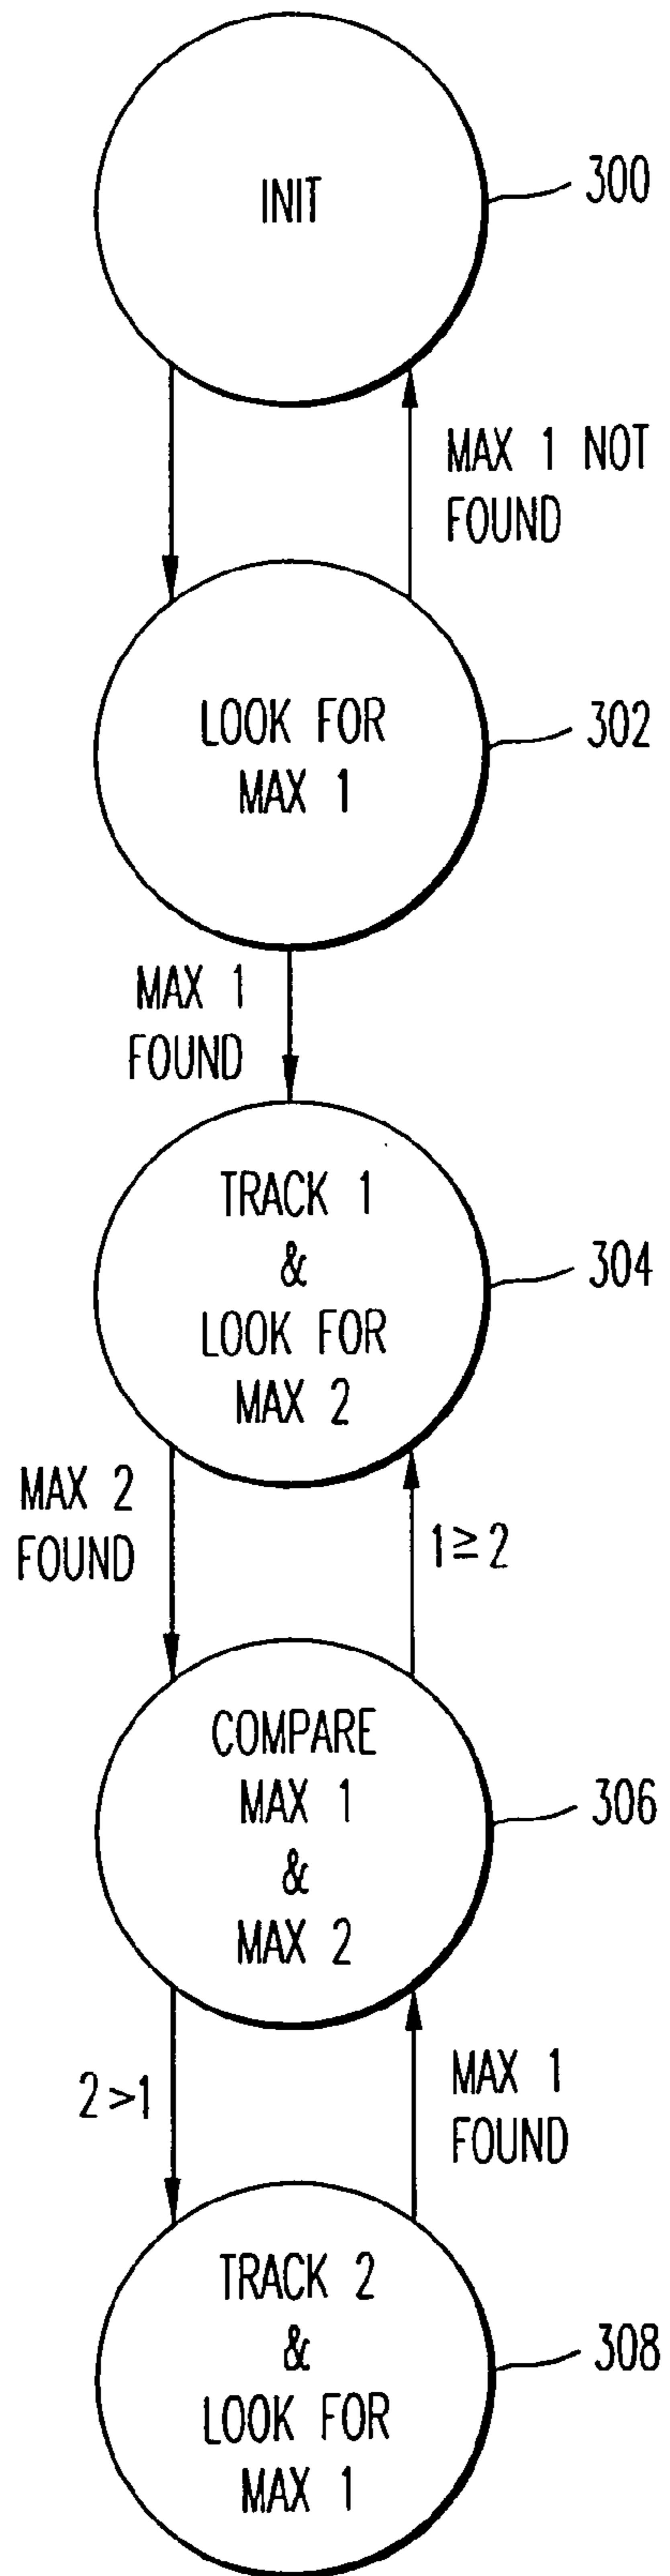 INIT
300
MAX 1 NOT
FOUND
LOOK FOR
MAX 1
302
MAX 1
FOUND
TRACK 1
&
LOOK FOR
MAX 2
304
MAX 2
FOUND
1≧2
COMPARE
MAX 1
&
MAX 2
306
2>1
MAX 1
FOUND
TRACK 2
&
LOOK FOR
MAX 1
308